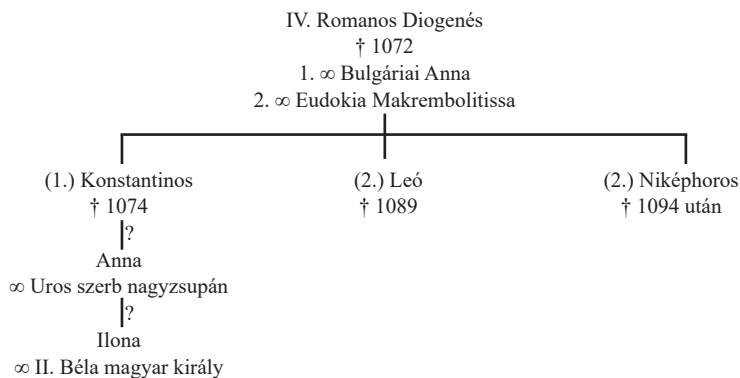 IV. Romanos Diogenés
† 1072
1. ∞ Bulgáriai Anna
2. ∞ Eudokia Makrembolitissa
(1.) Konstantinos
† 1074
(2.) Leó
† 1089
(2.) Niképhoros
† 1094 után
?
Anna
∞ Uros szerb nagyzsupán
?
Ilona
∞ II. Béla magyar király